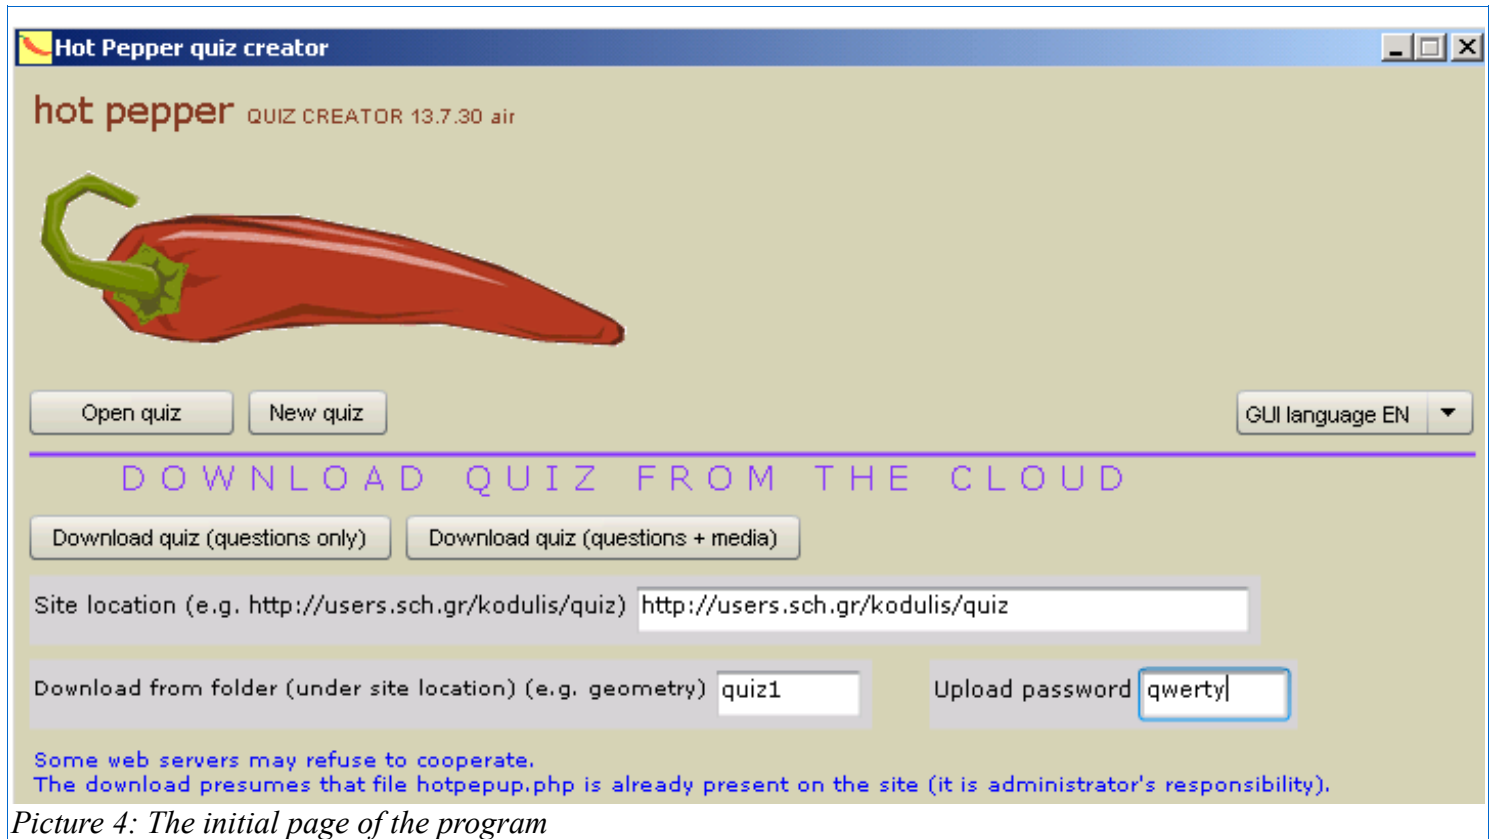 Hot Pepper quiz creator
hot pepper QUIZ CREATOR 13.7.30 air
Open quiz New quiz GUI language EN
DOWNLOAD QUIZ FROM THE CLOUD
Download quiz (questions only) Download quiz (questions + media)
Site location (e.g. http://users.sch.gr/kodulis/quiz) http://users.sch.gr/kodulis/quiz
Download from folder (under site location) (e.g. geometry) quiz1 Upload password qwerty
Some web servers may refuse to cooperate.
The download presumes that file hotpepup.php is already present on the site (it is administrator's responsibility).
Picture 4: The initial page of the program